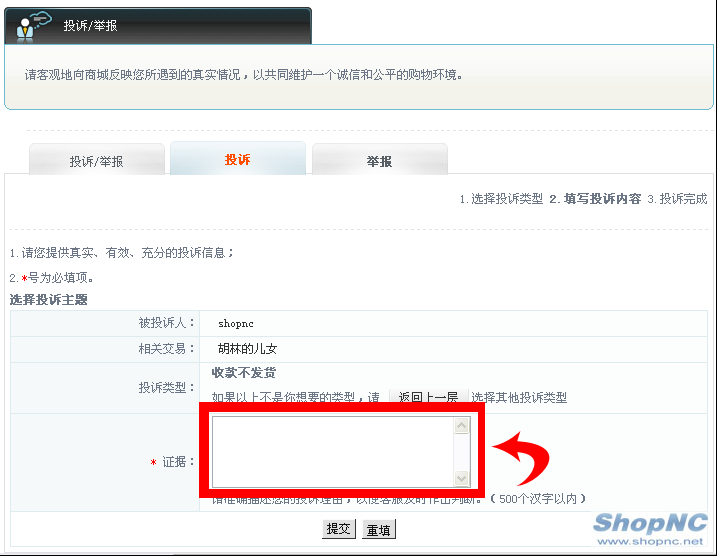 投诉/举报
请客观地向商城反映您所遇到的真实情况，以共同维护一个诚信和公平的购物环境。
投诉/举报 投诉 举报
1.选择投诉类型 2.填写投诉内容 3.投诉完成
1.请您提供真实、有效、充分的投诉信息；
2.*号为必填项。
选择投诉主题
被投诉人： shopnc
相关交易： 胡林的儿女
投诉类型： 收款不发货
如果以上不是你想要的类型，请 返回上一层 选择其他投诉类型
* 证据：
请准确描述您的投诉理由，以便客服及时作出判断。（500个汉字以内）
提交 重填
ShopNC
www.shopnc.net